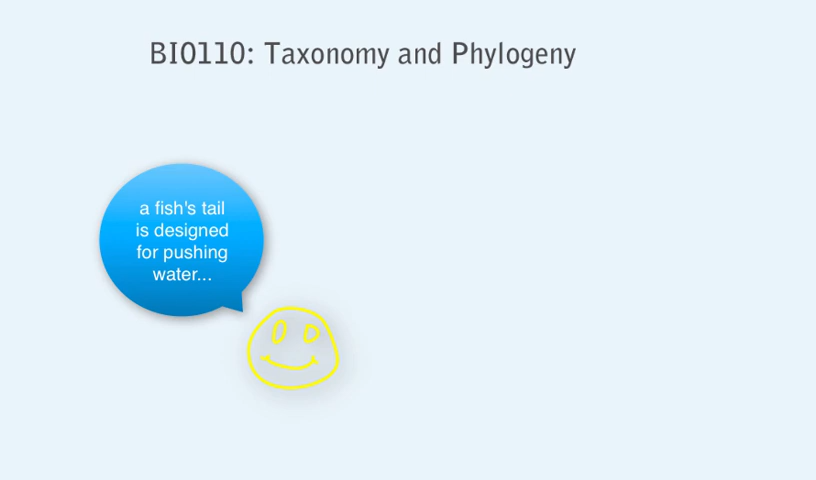 BIO110: Taxonomy and Phylogeny
a fish's tail
is designed
for pushing
water...